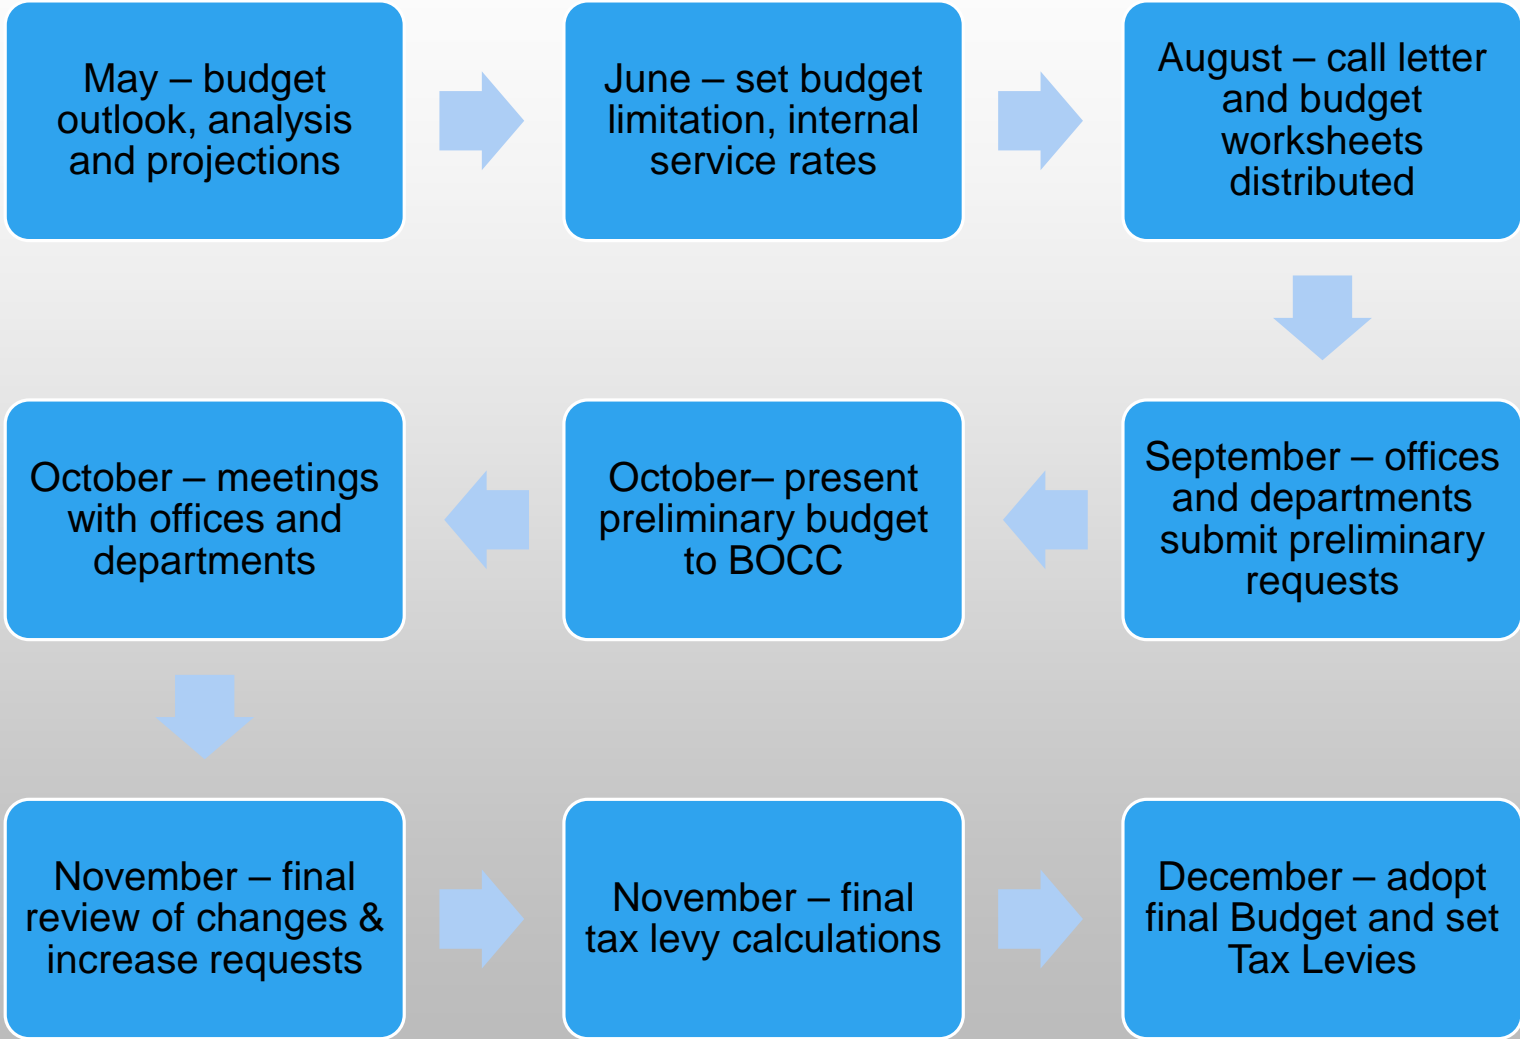 May – budget
outlook, analysis
and projections
June – set budget
limitation, internal
service rates
August – call letter
and budget
worksheets
distributed
September – offices
and departments
submit preliminary
requests
October– present
preliminary budget
to BOCC
October – meetings
with offices and
departments
November – final
review of changes &
increase requests
November – final
tax levy calculations
December – adopt
final Budget and set
Tax Levies